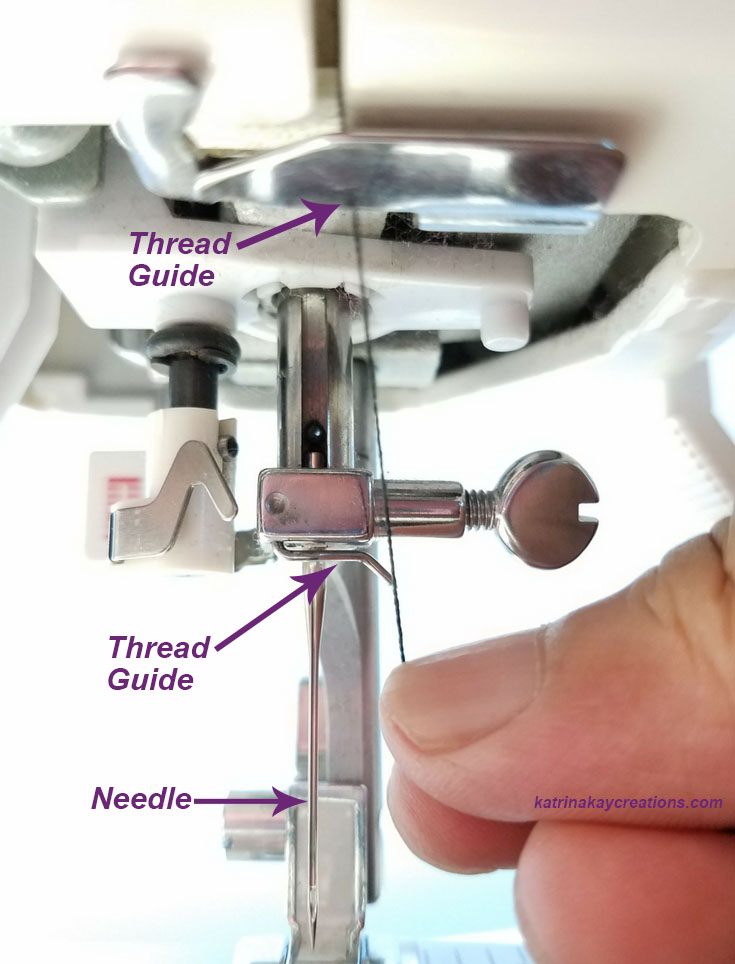 Thread
Guide
Thread
Guide
Needle
katrinakaycreations.com